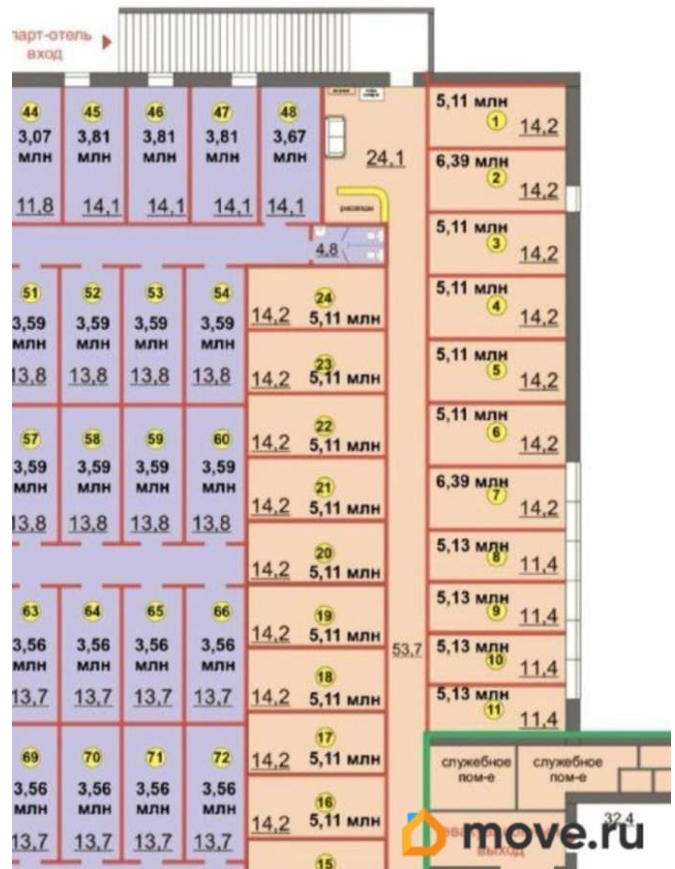 парт-отель
вход
44 45 46 47 48
3,07 3,81 3,81 3,81 3,67
млн млн млн млн млн
11,8 14,1 14,1 14,1 14,1
24,1
4,8
5,11 млн
1 14,2
6,39 млн
2 14,2
5,11 млн
3 14,2
5,11 млн
4 14,2
5,11 млн
5 14,2
5,11 млн
6 14,2
6,39 млн
7 14,2
5,13 млн
8 11,4
5,13 млн
9 11,4
5,13 млн
10 11,4
5,13 млн
11 11,4
51 52 53 54
3,59 3,59 3,59 3,59
млн млн млн млн
13,8 13,8 13,8 13,8
57 58 59 60
3,59 3,59 3,59 3,59
млн млн млн млн
13,8 13,8 13,8 13,8
63 64 65 66
3,56 3,56 3,56 3,56
млн млн млн млн
13,7 13,7 13,7 13,7
69 70 71 72
3,56 3,56 3,56 3,56
млн млн млн млн
13,7 13,7 13,7 13,7
24
14,2 5,11 млн
23
14,2 5,11 млн
22
14,2 5,11 млн
21
14,2 5,11 млн
20
14,2 5,11 млн
19
14,2 5,11 млн
18
14,2 5,11 млн
17
14,2 5,11 млн
16
14,2 5,11 млн
15
53,7
служебное
пом-е
служебное
пом-е
32,4
выход
move.ru